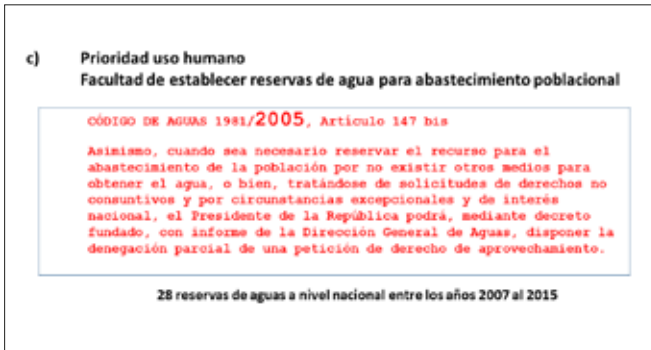 c) Prioridad uso humano
Facultad de establecer reservas de agua para abastecimiento poblacional
CÓDIGO DE AGUAS 1981/2005, Artículo 147 bis
Asimismo, cuando sea necesario reservar el recurso para el
abastecimiento de la población por no existir otros medios para
obtener el agua, o bien, tratándose de solicitudes de derechos no
consuntivos y por circunstancias excepcionales y de interés
nacional, el Presidente de la República podrá, mediante decreto
fundado, con informe de la Dirección General de Aguas, disponer la
denegación parcial de una petición de derecho de aprovechamiento.
28 reservas de aguas a nivel nacional entre los años 2007 al 2015